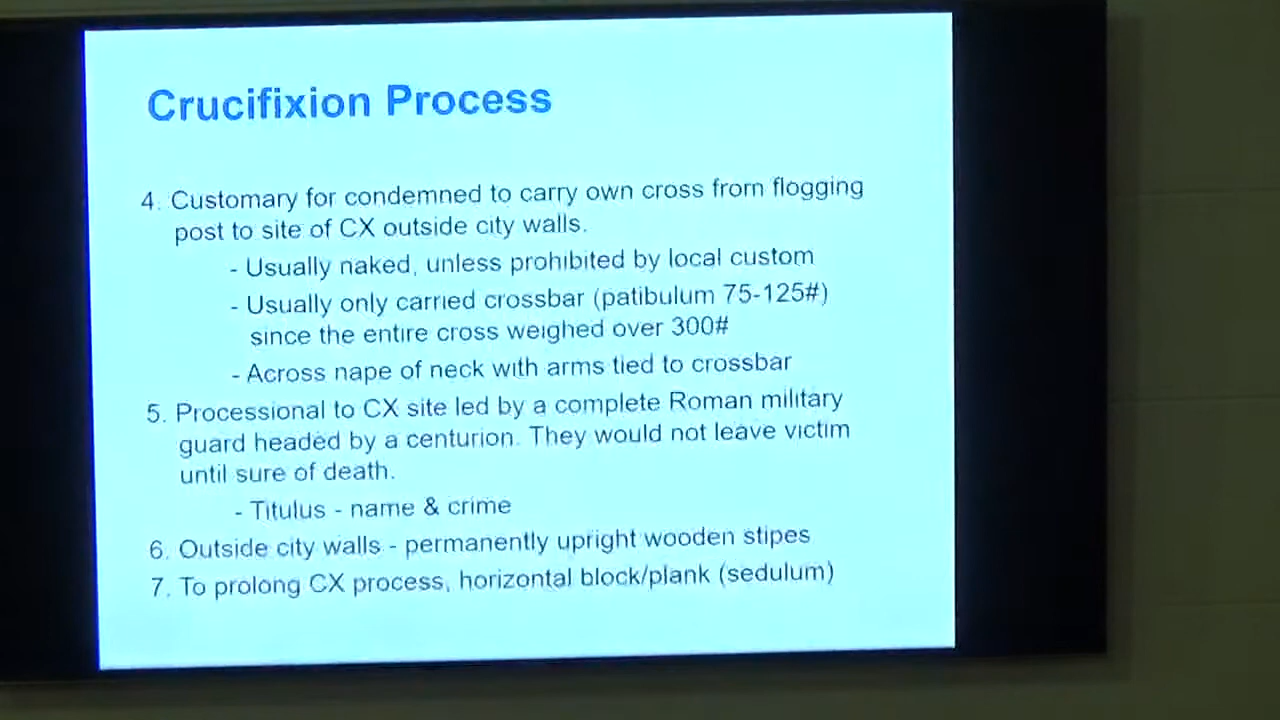 Crucifixion Process
4. Customary for condemned to carry own cross from flogging
post to site of CX outside city walls.
- Usually naked, unless prohibited by local custom
- Usually only carried crossbar (patibulum 75-125#)
since the entire cross weighed over 300#
- Across nape of neck with arms tied to crossbar
5. Processional to CX site led by a complete Roman military
guard headed by a centurion. They would not leave victim
until sure of death.
- Titulus - name & crime
6. Outside city walls - permanently upright wooden stipes
7. To prolong CX process, horizontal block/plank (sedulum)